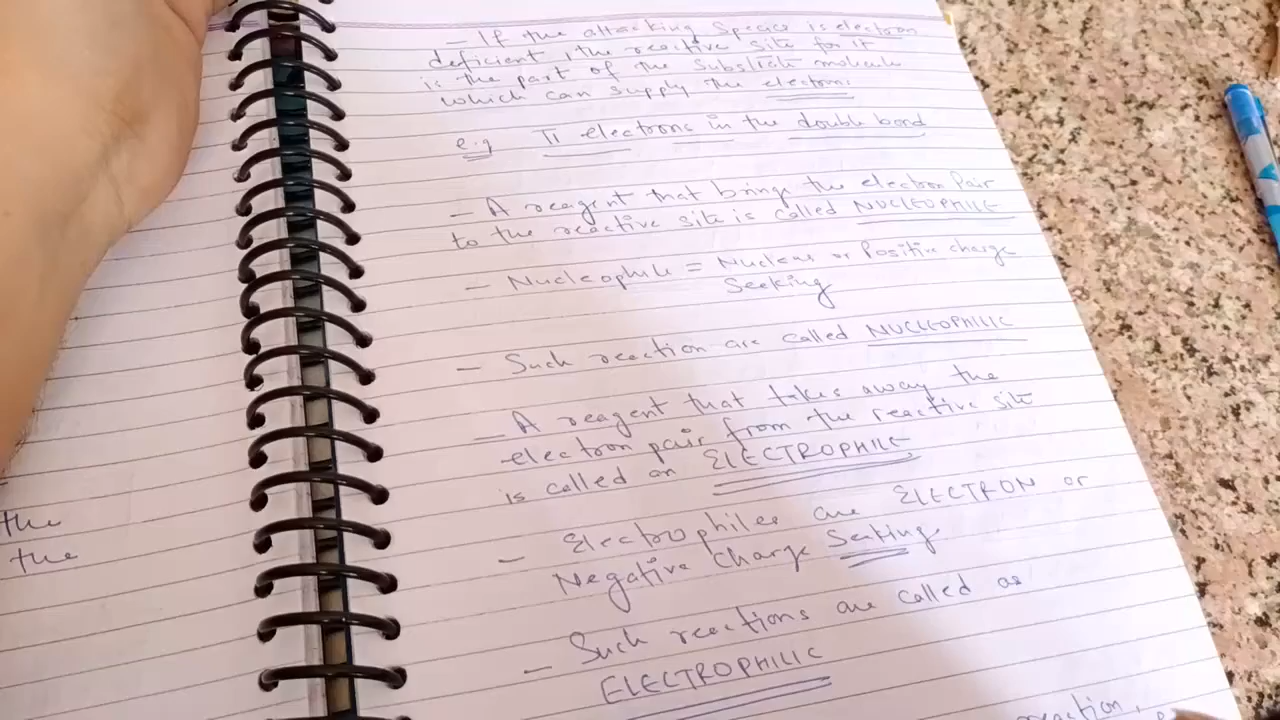 the
the
- If the attacking Species is electron
deficient, the reactive site for it
is the part of the Substrate molecule
which can supply the electrons
e.g π electrons in the double bond
- A reagent that brings the electron Pair
to the reactive site is called NUCLEOPHILE
- Nucleophile = Nucleus or Positive charge
Seeking
- Such reaction are called NUCLEOPHILIC
- A reagent that takes away the
electron pair from the reactive site
is called an ELECTROPHILE
- Electrophiles are ELECTRON or
Negative Charge Seeking
- Such reactions are called as
ELECTROPHILIC
reaction,